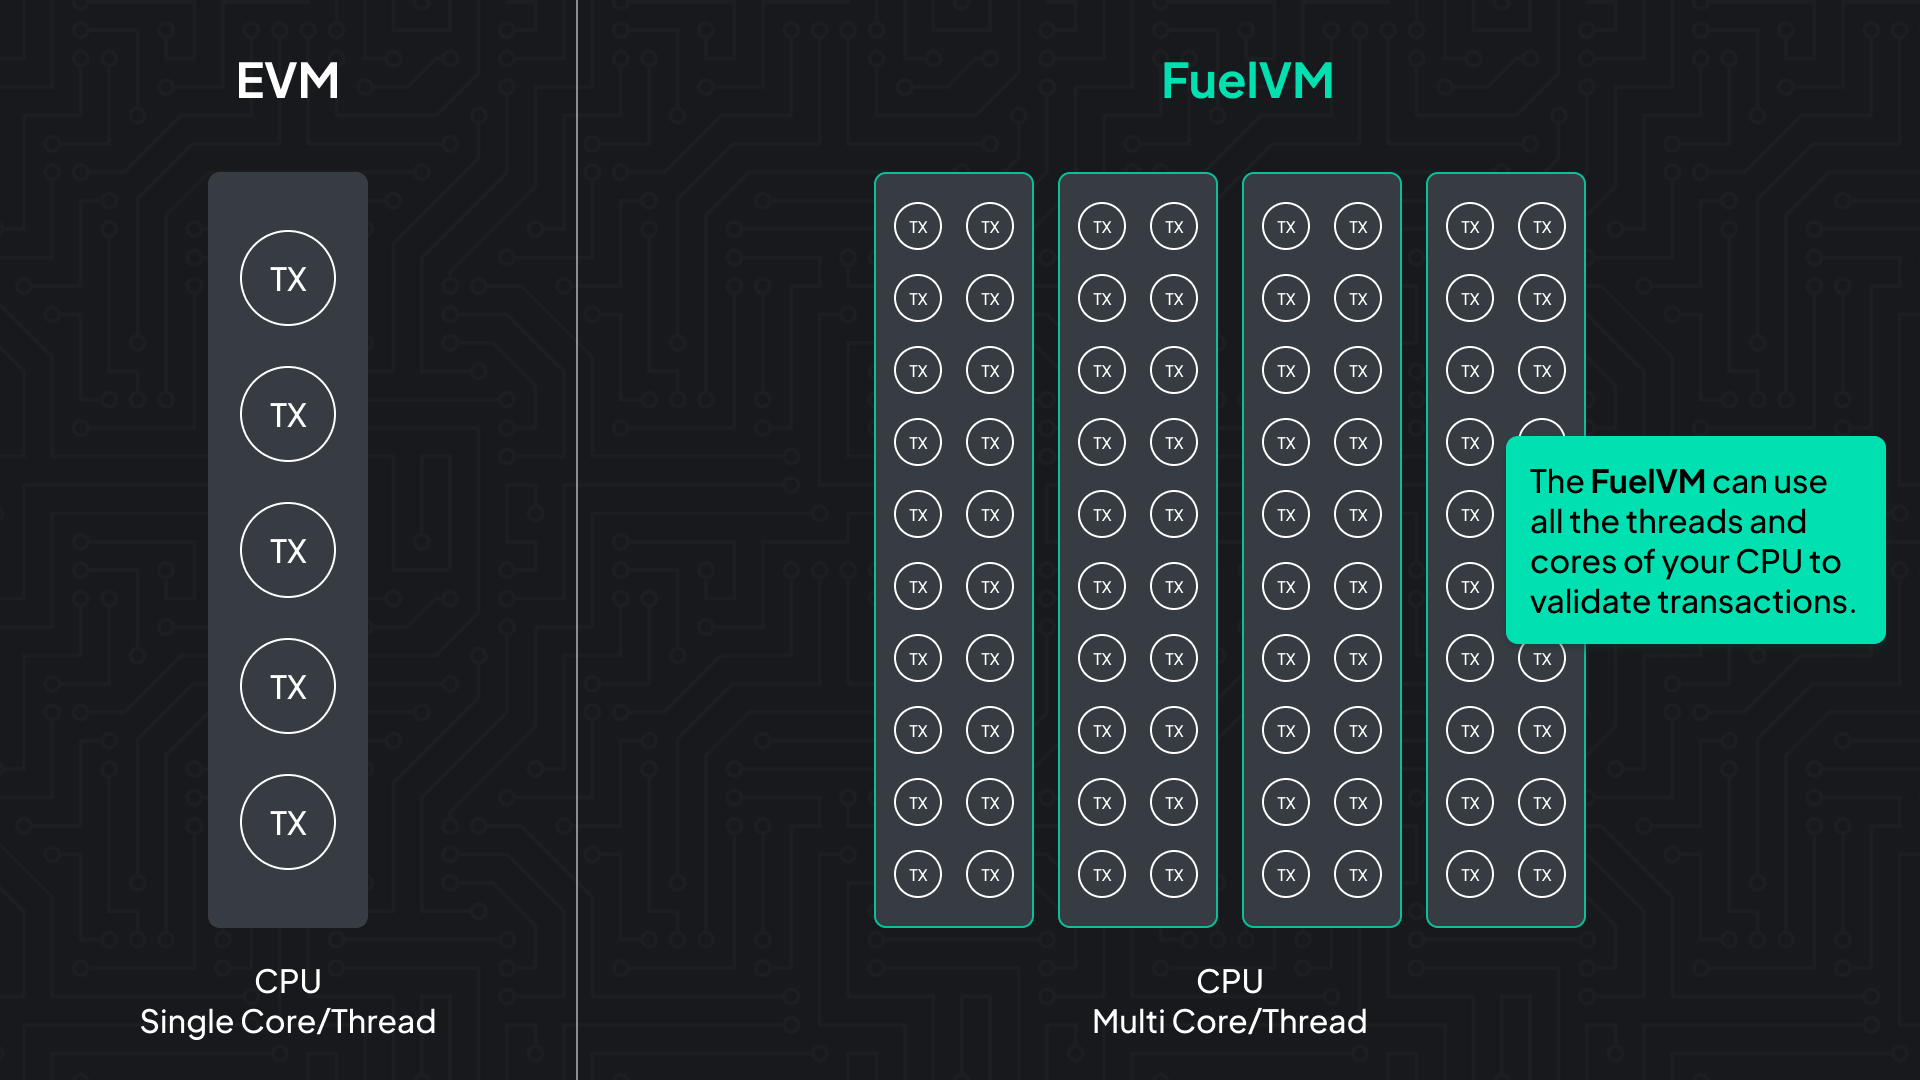 EVM
TX
TX
TX
TX
TX
CPU
Single Core/Thread
FuelVM
TX TX TX TX TX TX TX TX
TX TX TX TX TX TX TX TX
TX TX TX TX TX TX TX TX
TX TX TX TX TX TX TX
TX TX TX TX TX TX TX
TX TX TX TX TX TX TX
TX TX TX TX TX TX TX TX
TX TX TX TX TX TX TX TX
TX TX TX TX TX TX TX TX
TX TX TX TX TX TX TX TX
The FuelVM can use
all the threads and
cores of your CPU to
validate transactions.
CPU
Multi Core/Thread